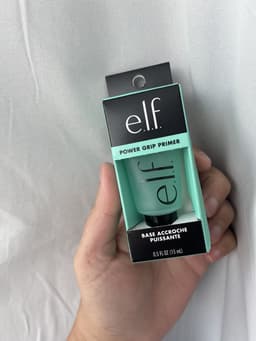 e.l.f.
POWER GRIP PRIMER
e.l.f.
BASE ACCROCHE
PUISSANTE
0.5 FL OZ (15 mL)